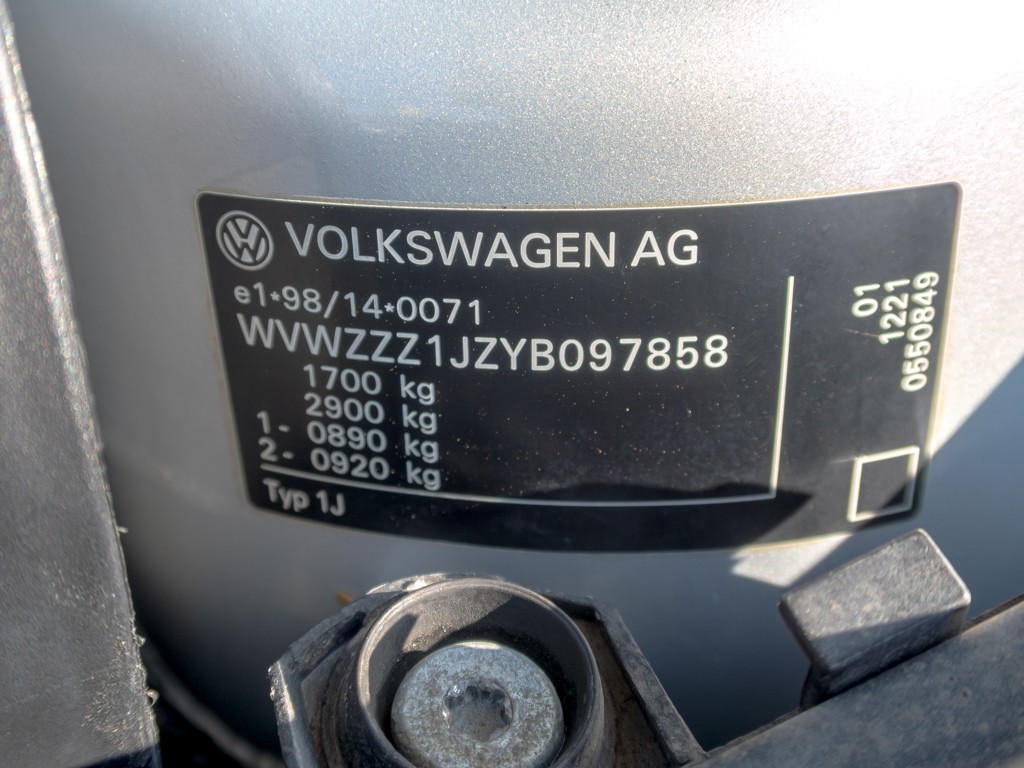 VOLKSWAGEN AG
e1*98/14*0071
WVWZZZ1JZYB097858
1700 kg
2900 kg
1- 0890 kg
2- 0920 kg
Typ 1J
01
1221
0550849